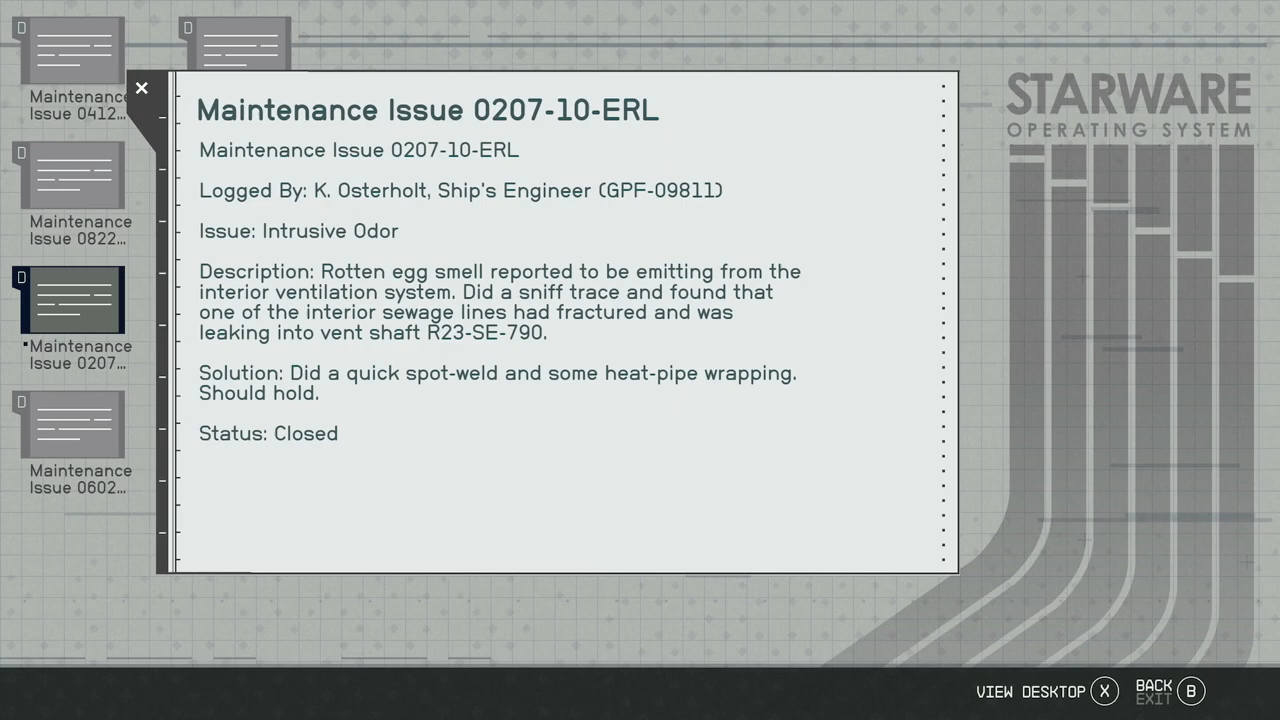 D
D
Maintenance
Issue 0412...
D
Maintenance
Issue 0822...
D
Maintenance
Issue 0207...
D
Maintenance
Issue 0602...
×
Maintenance Issue 0207-10-ERL
Maintenance Issue 0207-10-ERL
Logged By: K. Osterholt, Ship's Engineer (GPF-09811)
Issue: Intrusive Odor
Description: Rotten egg smell reported to be emitting from the
interior ventilation system. Did a sniff trace and found that
one of the interior sewage lines had fractured and was
leaking into vent shaft R23-SE-790.
Solution: Did a quick spot-weld and some heat-pipe wrapping.
Should hold.
Status: Closed
STARWARE
OPERATING SYSTEM
VIEW DESKTOP X
BACK B
EXIT